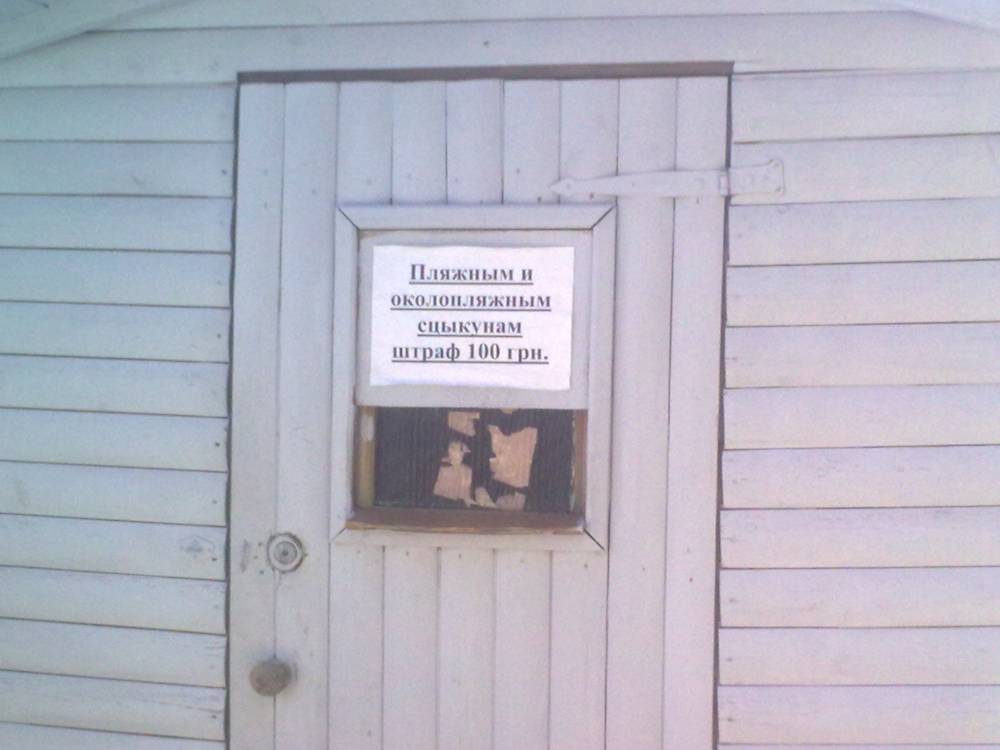 Пляжным и
околопляжным
сцыкунам
штраф 100 грн.